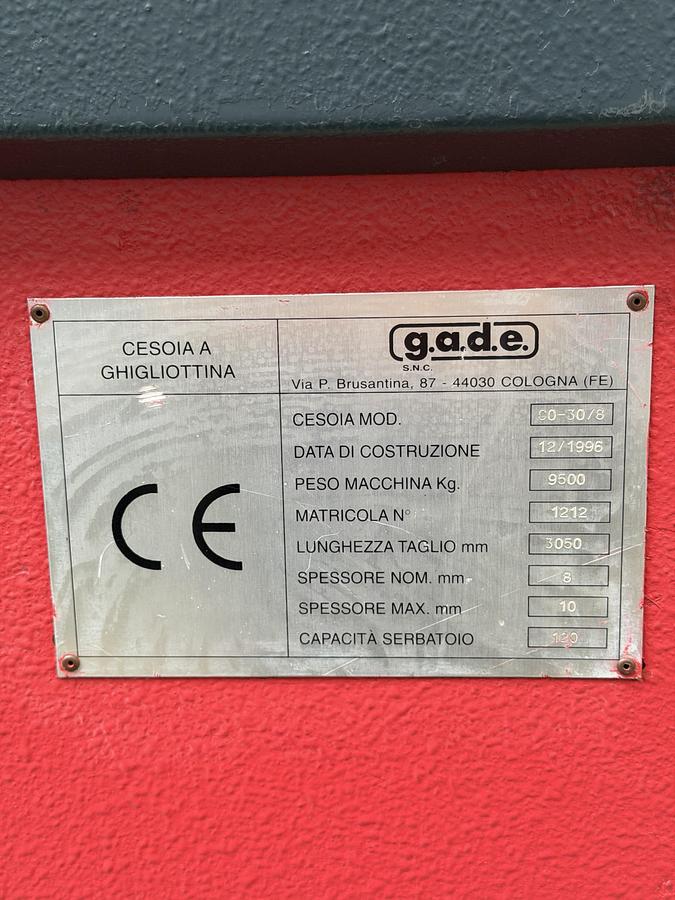 CESOIA A
GHIGLIOTTINA
g.a.d.e.
S.N.C.
Via P. Brusantina, 87 - 44030 COLOGNA (FE)
CESOIA MOD.
DATA DI COSTRUZIONE 12/1996
PESO MACCHINA Kg. 9500
MATRICOLA N° 1212
LUNGHEZZA TAGLIO mm 3050
SPESSORE NOM. mm 8
SPESSORE MAX. mm 10
CAPACITÀ SERBATOIO 120
CE